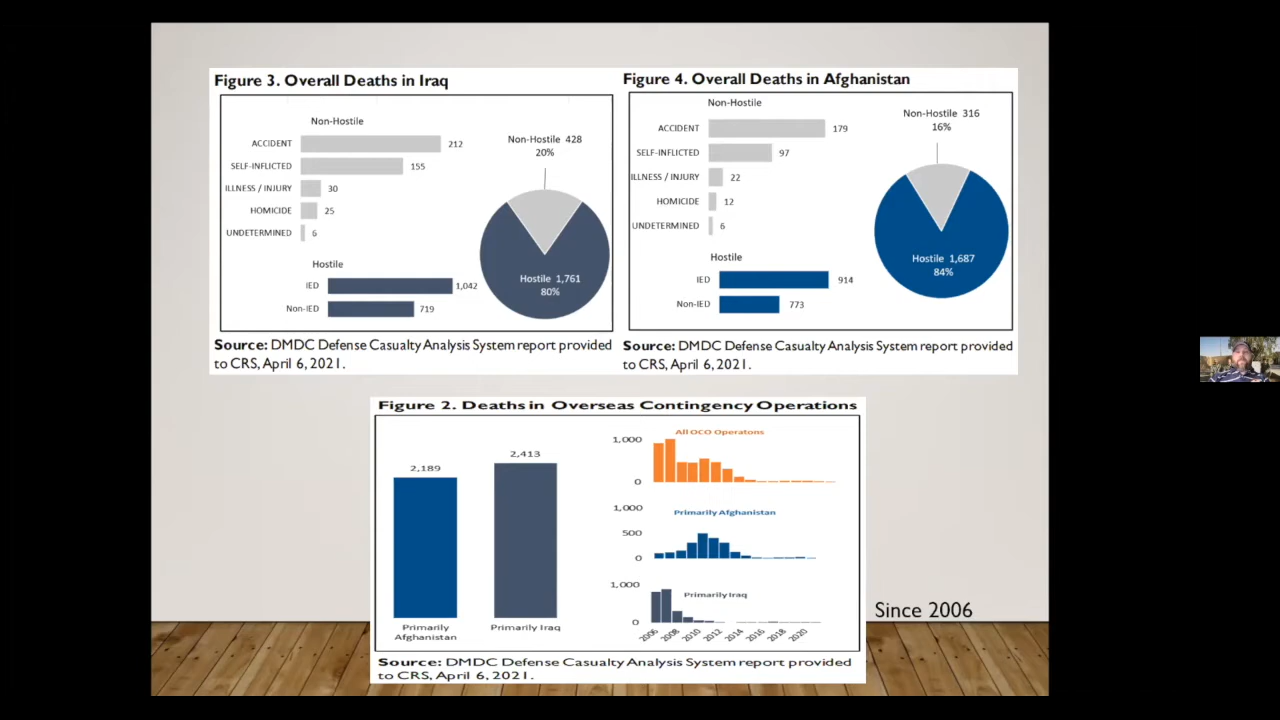 Figure 3. Overall Deaths in Iraq
Non-Hostile
ACCIDENT 212
SELF-INFLICTED 155
ILLNESS / INJURY 30
HOMICIDE 25
UNDETERMINED 6
Hostile
IED 1,042
Non-IED 719
Non-Hostile 428
20%
Hostile 1,761
80%
Source: DMDC Defense Casualty Analysis System report provided
to CRS, April 6, 2021.
Figure 4. Overall Deaths in Afghanistan
Non-Hostile
ACCIDENT 179
SELF-INFLICTED 97
ILLNESS / INJURY 22
HOMICIDE 12
UNDETERMINED 6
Hostile
IED 914
Non-IED 773
Non-Hostile 316
16%
Hostile 1,687
84%
Source: DMDC Defense Casualty Analysis System report provided
to CRS, April 6, 2021.
Figure 2. Deaths in Overseas Contingency Operations
2,189
2,413
Primarily
Afghanistan
Primarily Iraq
All OCO Operatons
1,000
0
Primarily Afghanistan
1,000
500
0
Primarily Iraq
1,000
0
2006 2008 2010 2012 2014 2016 2018 2020
Source: DMDC Defense Casualty Analysis System report provided
to CRS, April 6, 2021.
Since 2006